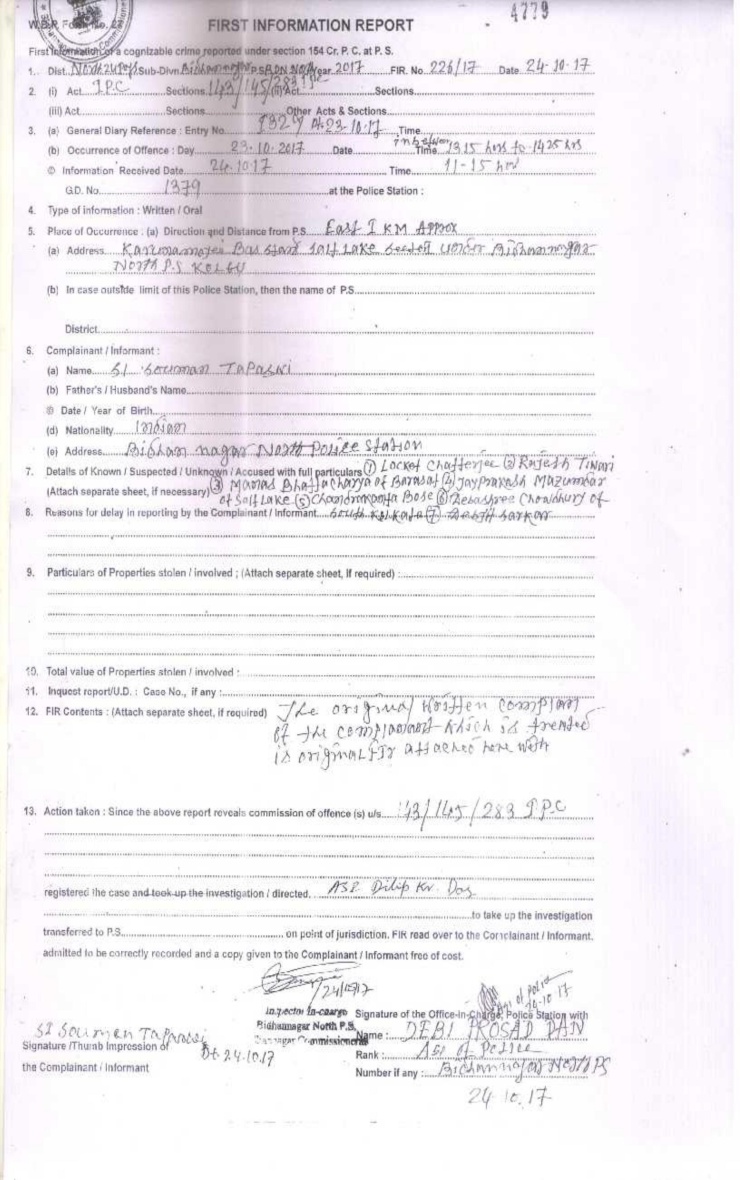 4779
W.B.P. Form No. 27
FIRST INFORMATION REPORT
First Information of a cognizable crime reported under section 154 Cr. P. C. at P. S.
1. Dist. North 24 Pgs Sub-Divn. Bidhannagar P.S. BDN North Year 2017 FIR. No. 226/17 Date 24-10-17
2. (i) Act I.P.C Sections 143/145/283 IPC (ii) Act Sections
(iii) Act Sections Other Acts & Sections
3. (a) General Diary Reference : Entry No. 1329 dt. 23-10-17 Time
(b) Occurrence of Offence : Day 23-10-2017 Date Time in between 13.15 hrs to 1425 hrs
© Information Received Date 24.10.17 Time 11-15 hrs
G.D. No. 1379 at the Police Station :
4. Type of information : Written / Oral
5. Place of Occurrence : (a) Direction and Distance from P.S. East 1 KM Approx
(a) Address Karunamoyee Bus stand Salt Lake under Bidhannagar
North P.S.
(b) In case outside limit of this Police Station, then the name of P.S.
District
6. Complainant / Informant :
(a) Name SI Souman Tapaswi
(b) Father's / Husband's Name
© Date / Year of Birth
(d) Nationality Indian
(e) Address Bidhannagar North Police Station
7. Details of Known / Suspected / Unknown / Accused with full particulars ① Locket Chatterjee ② Rajesh Tiwari
(Attach separate sheet, if necessary) ③ Manas Bhattacharya of Barasat ④ Jayprakash Mazumdar
of Salt Lake ⑤ Chandrakanta Bose ⑥ Debashree Chowdhury of
8. Reasons for delay in reporting by the Complainant / Informant South Kolkata ⑦ Sarkar
9. Particulars of Properties stolen / involved ; (Attach separate sheet, if required) :
10. Total value of Properties stolen / involved :
11. Inquest report/U.D. : Case No., if any :
12. FIR Contents : (Attach separate sheet, if required) The original written complaint
of the complainant which is treated
is original FIR attached here with
13. Action taken : Since the above report reveals commission of offence (s) u/s 143/145/283 I.P.C
registered the case and took up the investigation / directed ASI Dilip Kr. Das
to take up the investigation
transferred to P.S. on point of jurisdiction. FIR read over to the Complainant / Informant.
admitted to be correctly recorded and a copy given to the Complainant / Informant free of cost.
24/10/17
Inspector In-charge
Bidhannagar North P.S.
Bidhannagar Commissionerate
Signature of the Office-in-Charge, Police Station with
Name : DEBI PROSAD PAN
Rank : ASI of Police
Number if any : Bidhannagar North PS
24.10.17
SI Soumen Tapaswi
Dt 24.10.17
Signature /Thumb Impression of
the Complainant / Informant